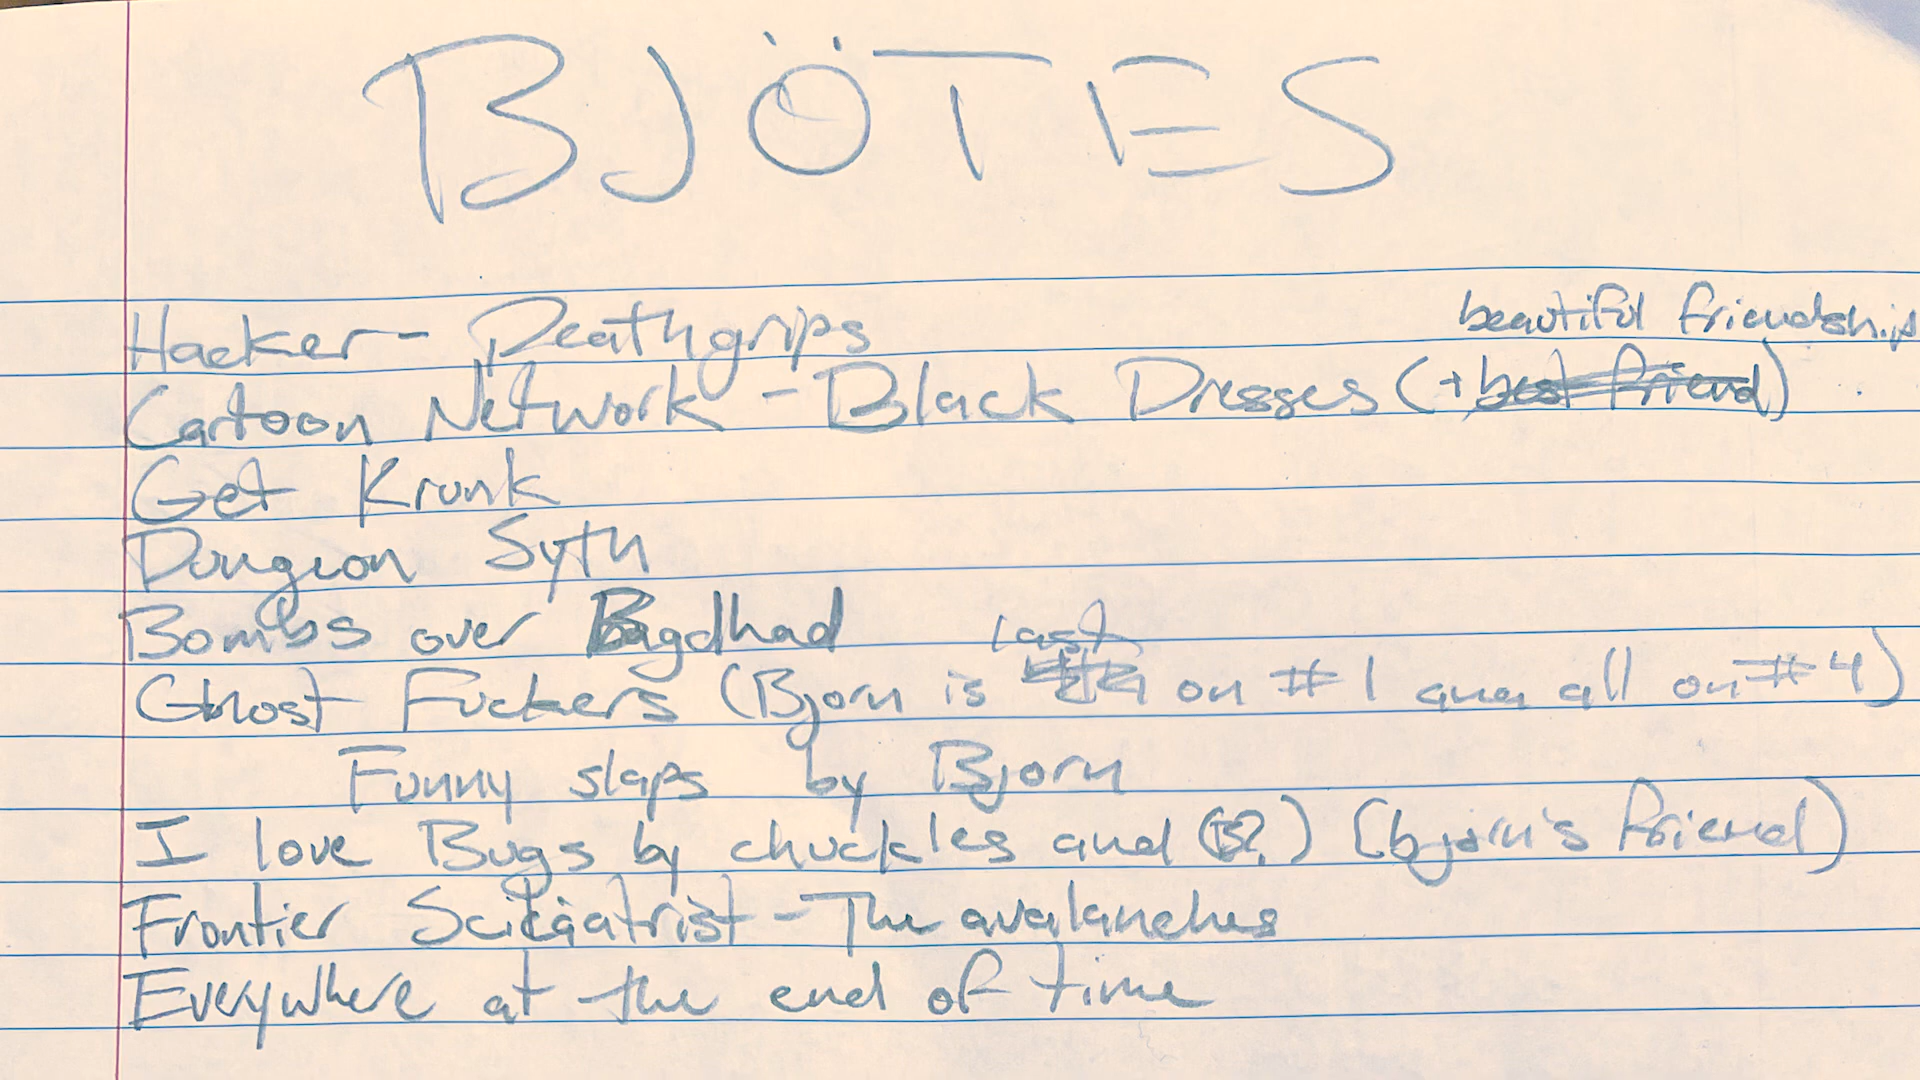 BJÖTES
beautiful friendship
Hacker - Deathgrips
Cartoon Network - Black Dresses (+ best friend)
Get Krunk
Dungeon Syth
Bombs over Bagdhad
last
Ghost Fuckers (Bjorn is on #1 and all on #4)
Funny slaps by Bjorn
I love Bugs by chuckles and (B?) (bjorn's friend)
Frontier - The avalanches
Everywhere at the end of time